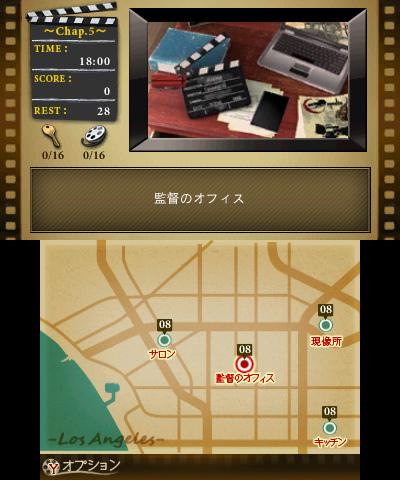 ～Chap.5～
TIME：
18:00
SCORE：
0
REST：
28
0/16
0/16
監督のオフィス
08
現像所
08
サロン
08
監督のオフィス
08
キッチン
-Los Angeles-
Y オプション